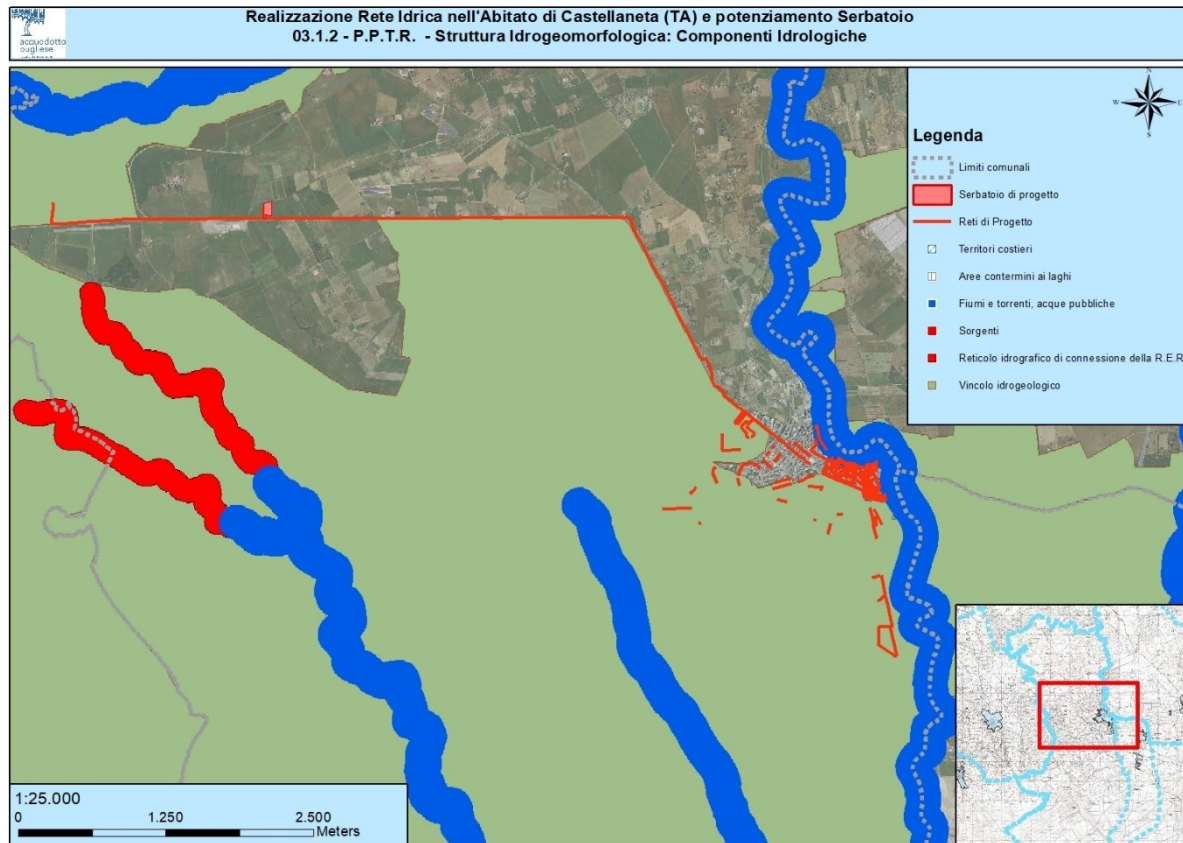 Realizzazione Rete Idrica nell'Abitato di Castellaneta (TA) e potenziamento Serbatoio
03.1.2 - P.P.T.R. - Struttura Idrogeomorfologica: Componenti Idrologiche
acquedotto
pugliese
N
W
E
S
Legenda
Limiti comunali
Serbatoio di progetto
Reti di Progetto
Territori costieri
Aree contermini ai laghi
Fiumi e torrenti, acque pubbliche
Sorgenti
Reticolo idrografico di connessione della R.E.R
Vincolo idrogeologico
1:25.000
0 1.250 2.500
Meters